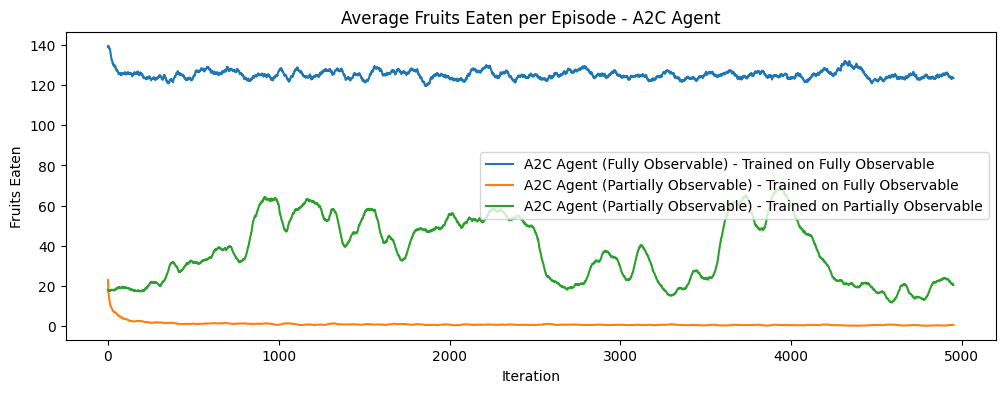 Average Fruits Eaten per Episode - A2C Agent
140
120
100
80
60
40
20
0
Fruits Eaten
A2C Agent (Fully Observable) - Trained on Fully Observable
A2C Agent (Partially Observable) - Trained on Fully Observable
A2C Agent (Partially Observable) - Trained on Partially Observable
0 1000 2000 3000 4000 5000
Iteration